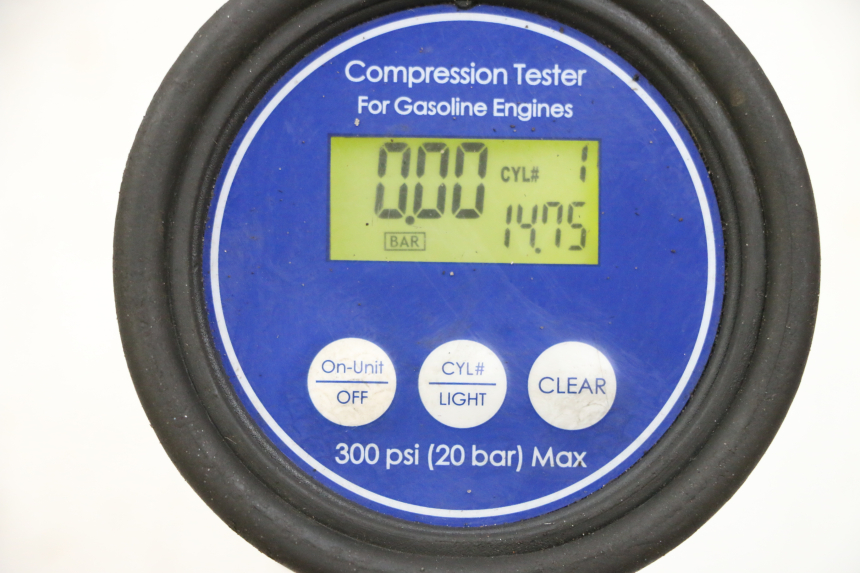 Compression Tester
For Gasoline Engines
0.00 CYL# 1
BAR 14.75
On-Unit CYL# CLEAR
OFF LIGHT
300 psi (20 bar) Max